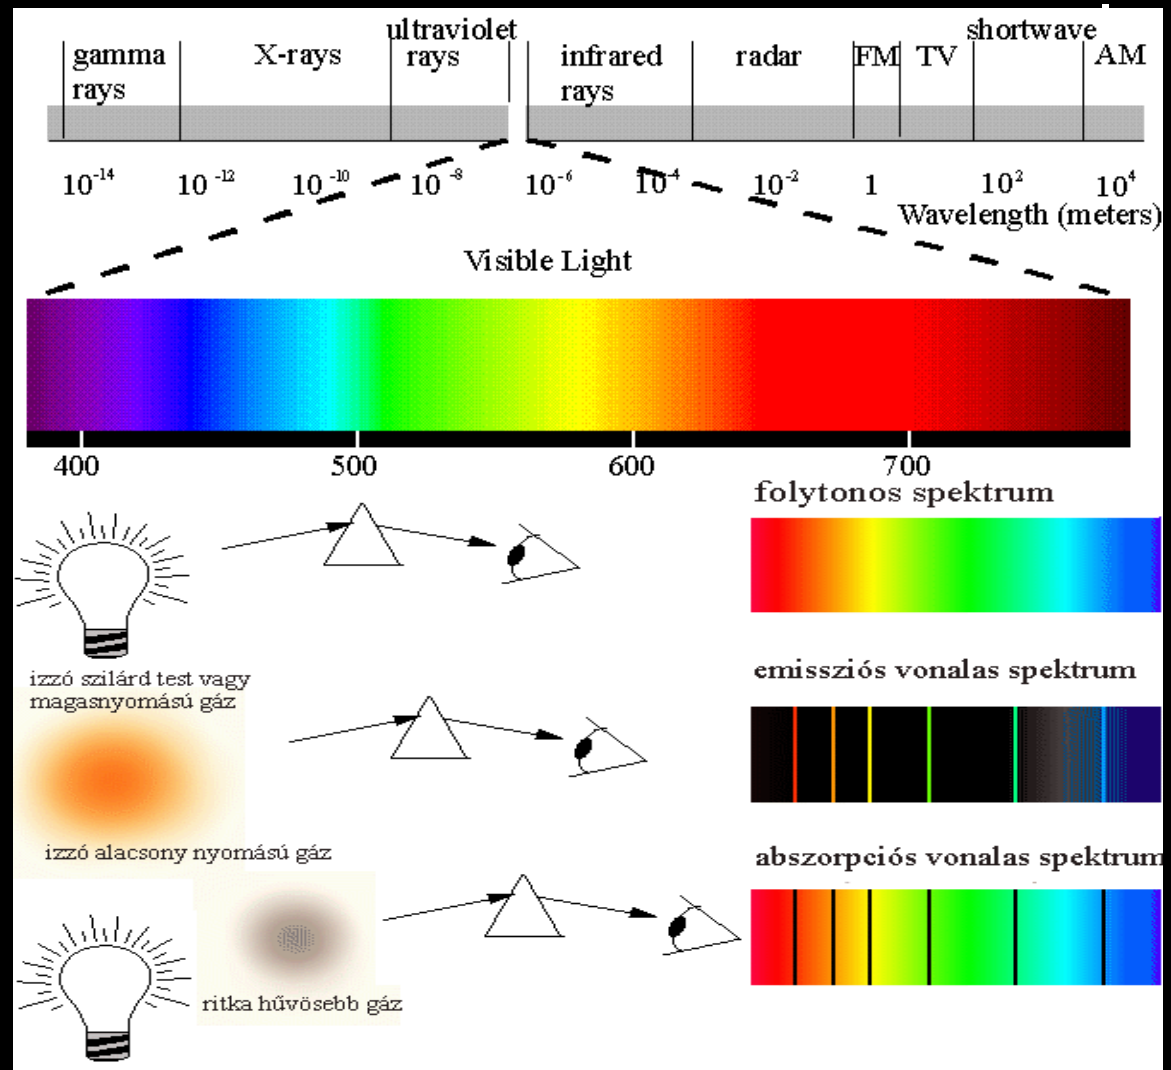 ultraviolet shortwave
gamma X-rays rays infrared radar FM TV AM
rays rays
10⁻¹⁴ 10⁻¹² 10⁻¹⁰ 10⁻⁸ 10⁻⁶ 10⁻⁴ 10⁻² 1 10² 10⁴
Wavelength (meters)
Visible Light
400 500 600 700
folytonos spektrum
izzó szilárd test vagy
magasnyomású gáz
emissziós vonalas spektrum
izzó alacsony nyomású gáz
abszorpciós vonalas spektrum
ritka hűvösebb gáz